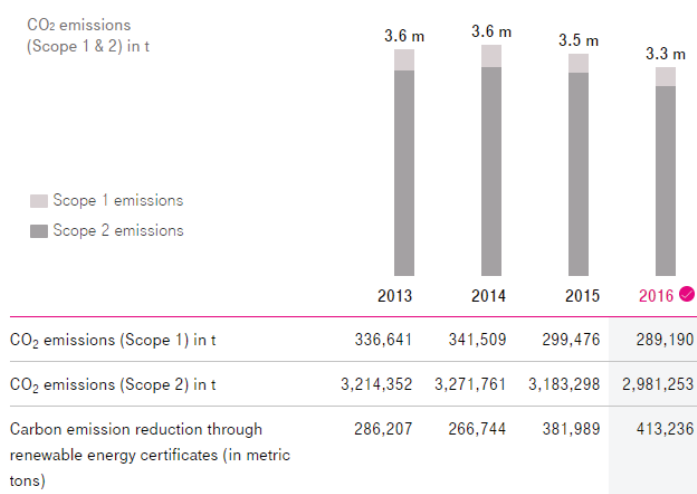 CO₂ emissions
(Scope 1 & 2) in t
3.6 m 3.6 m 3.5 m 3.3 m
Scope 1 emissions
Scope 2 emissions
2013 2014 2015 2016
CO₂ emissions (Scope 1) in t 336,641 341,509 299,476 289,190
CO₂ emissions (Scope 2) in t 3,214,352 3,271,761 3,183,298 2,981,253
Carbon emission reduction through 286,207 266,744 381,989 413,236
renewable energy certificates (in metric
tons)